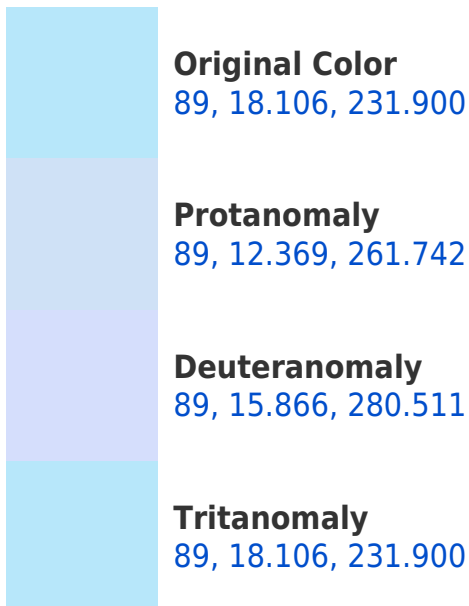 Original Color
89, 18.106, 231.900
Protanomaly
89, 12.369, 261.742
Deuteranomaly
89, 15.866, 280.511
Tritanomaly
89, 18.106, 231.900